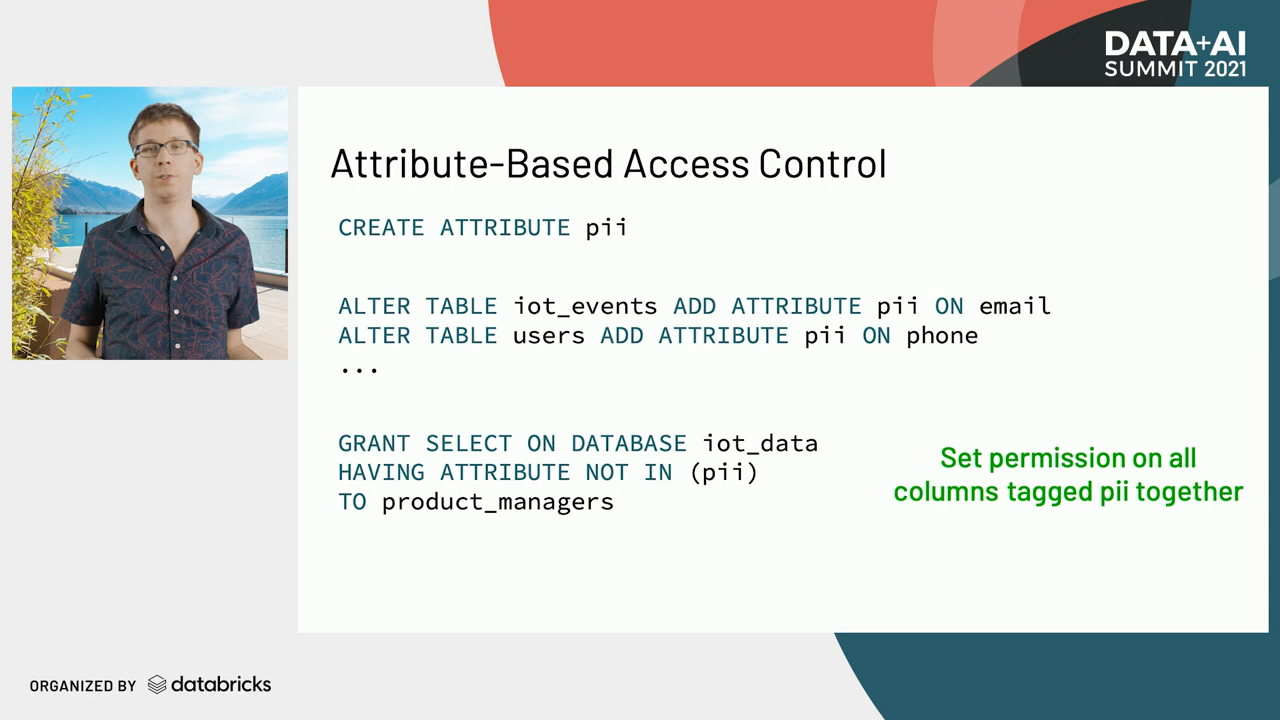 DATA+AI
SUMMIT 2021
Attribute-Based Access Control
CREATE ATTRIBUTE pii
ALTER TABLE iot_events ADD ATTRIBUTE pii ON email
ALTER TABLE users ADD ATTRIBUTE pii ON phone
...
GRANT SELECT ON DATABASE iot_data
HAVING ATTRIBUTE NOT IN (pii)
TO product_managers
Set permission on all
columns tagged pii together
ORGANIZED BY databricks